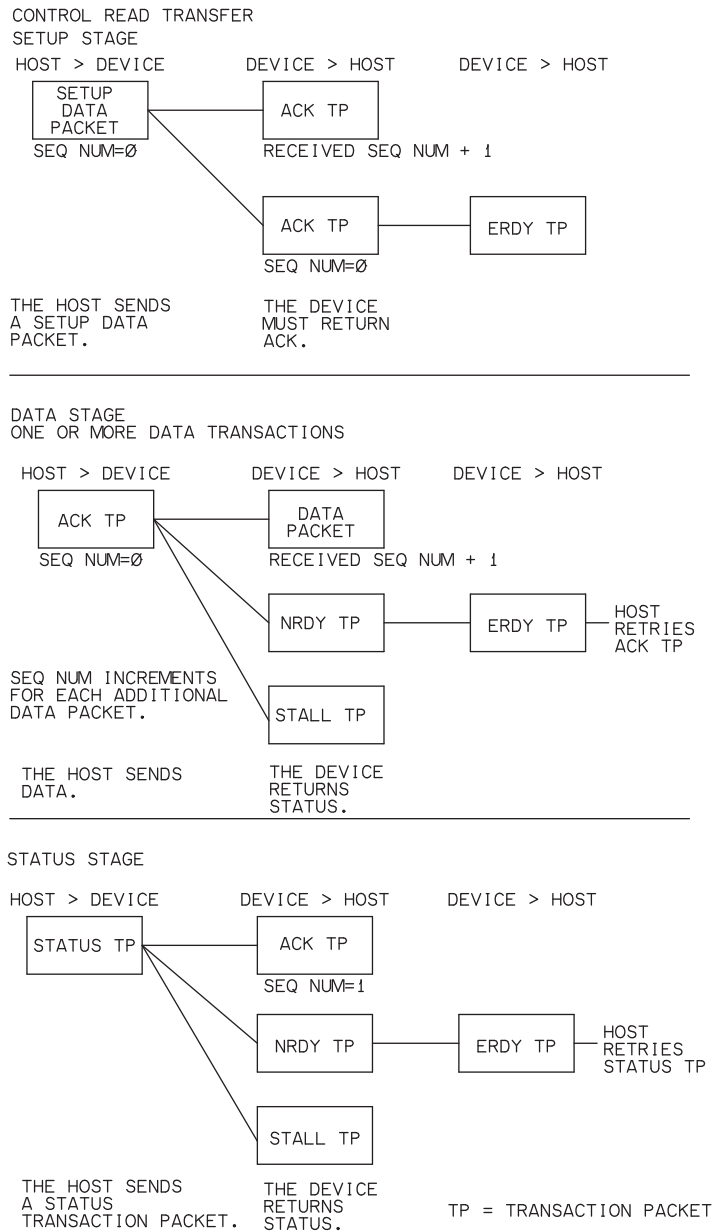 CONTROL READ TRANSFER
SETUP STAGE
HOST > DEVICE DEVICE > HOST DEVICE > HOST
SETUP
DATA
PACKET
ACK TP
SEQ NUM=0
RECEIVED SEQ NUM + 1
ACK TP
ERDY TP
SEQ NUM=0
THE HOST SENDS
A SETUP DATA
PACKET.
THE DEVICE
MUST RETURN
ACK.
DATA STAGE
ONE OR MORE DATA TRANSACTIONS
HOST > DEVICE DEVICE > HOST DEVICE > HOST
ACK TP
DATA
PACKET
SEQ NUM=0
RECEIVED SEQ NUM + 1
NRDY TP
ERDY TP
HOST
RETRIES
ACK TP
SEQ NUM INCREMENTS
FOR EACH ADDITIONAL
DATA PACKET.
STALL TP
THE HOST SENDS
DATA.
THE DEVICE
RETURNS
STATUS.
STATUS STAGE
HOST > DEVICE DEVICE > HOST DEVICE > HOST
STATUS TP
ACK TP
SEQ NUM=1
NRDY TP
ERDY TP
HOST
RETRIES
STATUS TP
STALL TP
THE HOST SENDS
A STATUS
TRANSACTION PACKET.
THE DEVICE
RETURNS
STATUS.
TP = TRANSACTION PACKET